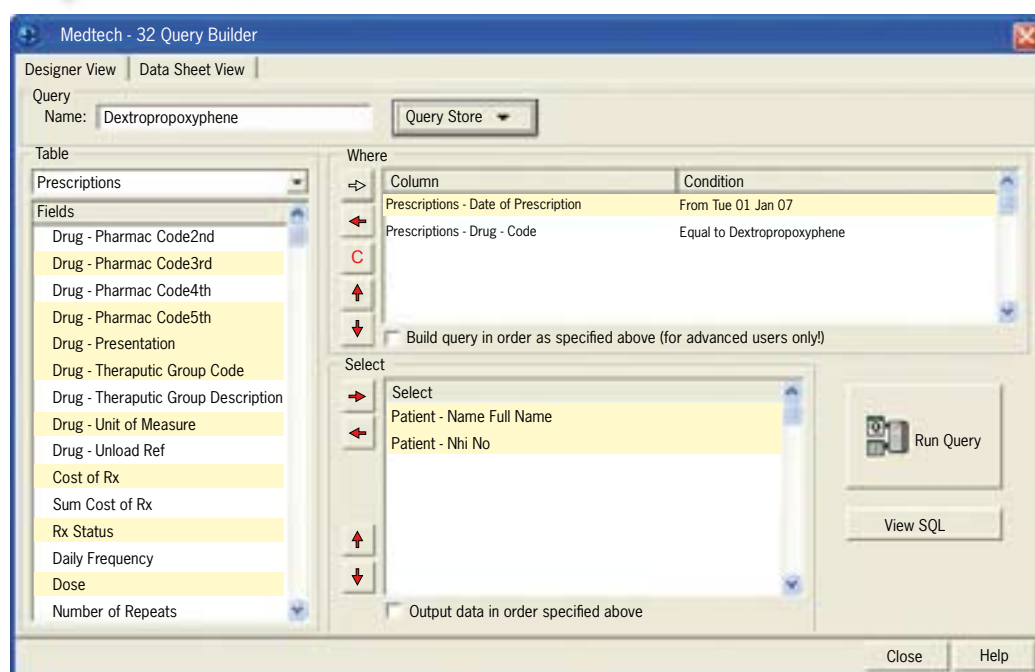 Medtech - 32 Query Builder
Designer View
Data Sheet View
Query
Name:
Dextropropoxyphene
Query Store
Table
Prescriptions
Fields
Drug - Pharmac Code2nd
Drug - Pharmac Code3rd
Drug - Pharmac Code4th
Drug - Pharmac Code5th
Drug - Presentation
Drug - Theraputic Group Code
Drug - Theraputic Group Description
Drug - Unit of Measure
Drug - Unload Ref
Cost of Rx
Sum Cost of Rx
Rx Status
Daily Frequency
Dose
Number of Repeats
Where
Column Condition
Prescriptions - Date of Prescription From Tue 01 Jan 07
Prescriptions - Drug - Code Equal to Dextropropoxyphene
C
Build query in order as specified above (for advanced users only!)
Select
Select
Patient - Name Full Name
Patient - Nhi No
Output data in order specified above
Run Query
View SQL
Close
Help